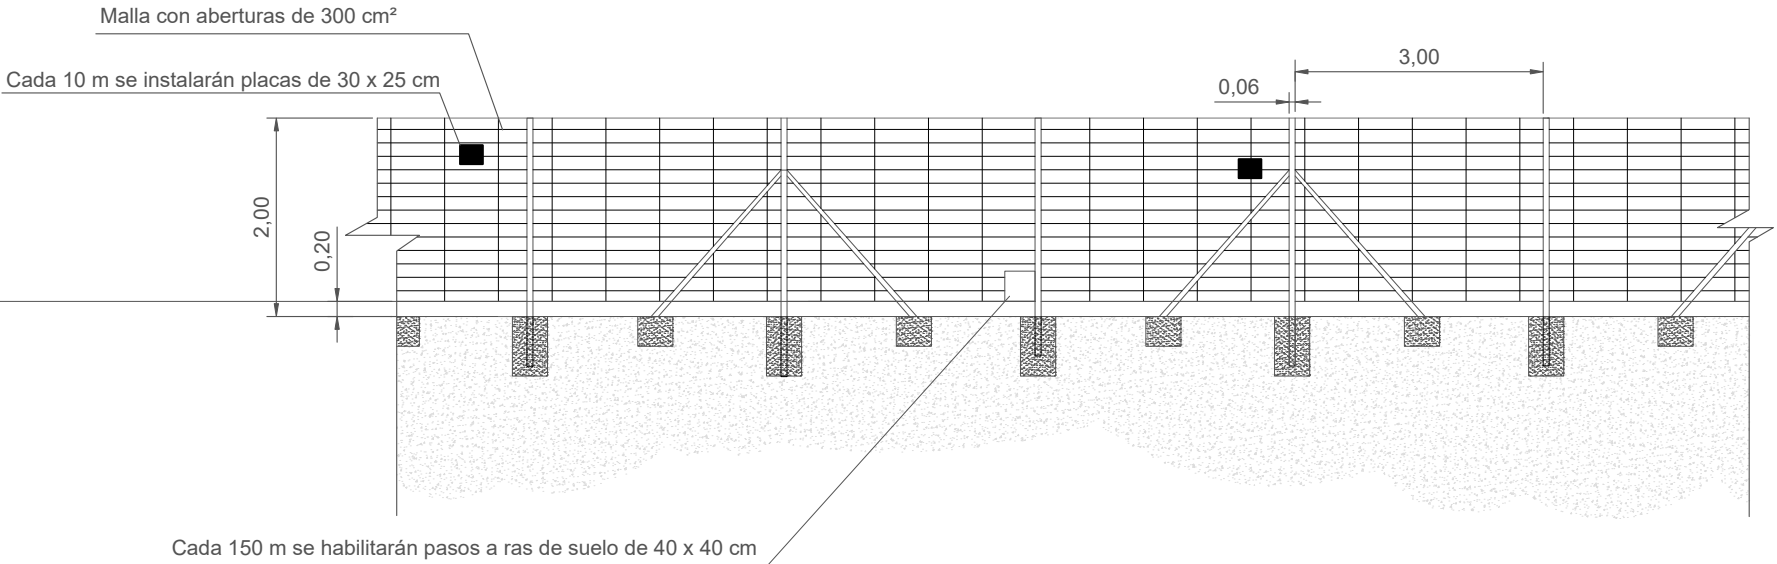 Malla con aberturas de 300 cm²
Cada 10 m se instalarán placas de 30 x 25 cm
3,00
0,06
2,00
0,20
Cada 150 m se habilitarán pasos a ras de suelo de 40 x 40 cm